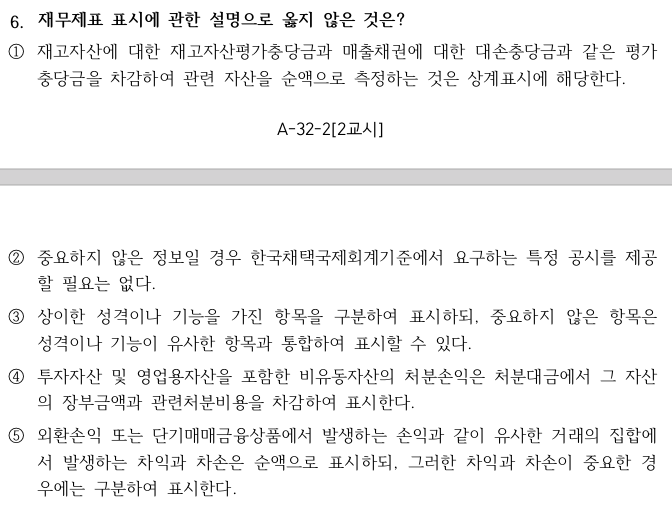 6. 재무제표 표시에 관한 설명으로 옳지 않은 것은?
① 재고자산에 대한 재고자산평가충당금과 매출채권에 대한 대손충당금과 같은 평가
충당금을 차감하여 관련 자산을 순액으로 측정하는 것은 상계표시에 해당한다.
A-32-2[2교시]
② 중요하지 않은 정보일 경우 한국채택국제회계기준에서 요구하는 특정 공시를 제공
할 필요는 없다.
③ 상이한 성격이나 기능을 가진 항목을 구분하여 표시하되, 중요하지 않은 항목은
성격이나 기능이 유사한 항목과 통합하여 표시할 수 있다.
④ 투자자산 및 영업용자산을 포함한 비유동자산의 처분손익은 처분대금에서 그 자산
의 장부금액과 관련처분비용을 차감하여 표시한다.
⑤ 외환손익 또는 단기매매금융상품에서 발생하는 손익과 같이 유사한 거래의 집합에
서 발생하는 차익과 차손은 순액으로 표시하되, 그러한 차익과 차손이 중요한 경
우에는 구분하여 표시한다.